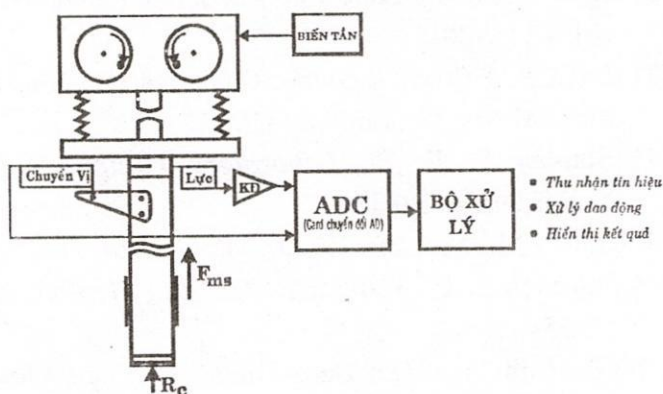 BIẾN TẦN
Chuyển Vị
Lực
KĐ
ADC
(Card chuyển đổi AD)
BỘ XỬ
LÝ
• Thu nhận tín hiệu
• Xử lý dao động
• Hiển thị kết quả
Fms
Rc